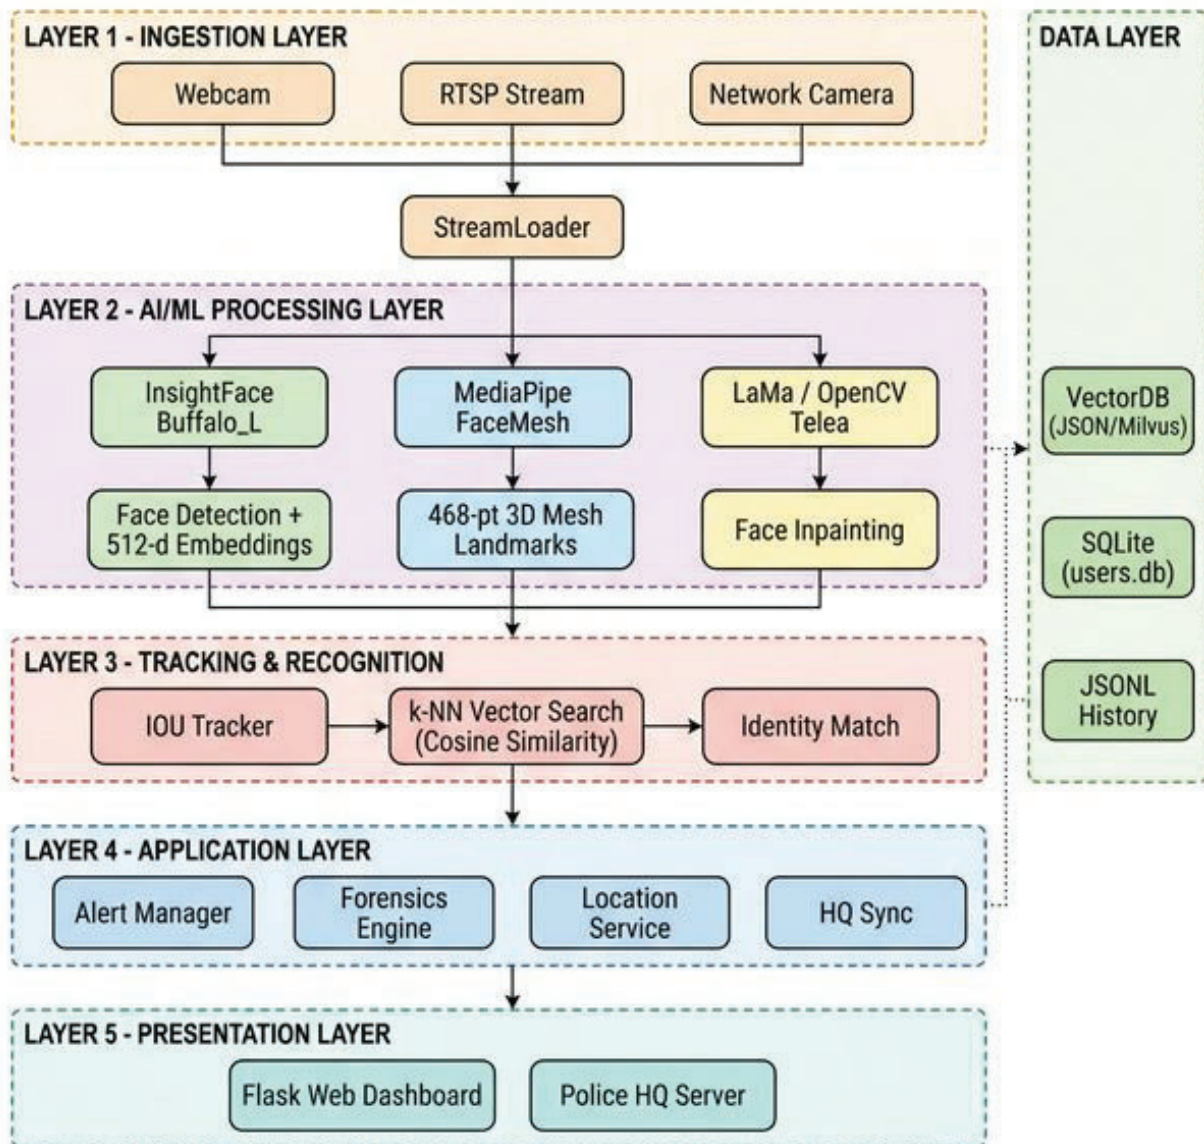 LAYER 1 - INGESTION LAYER
Webcam
RTSP Stream
Network Camera
StreamLoader
LAYER 2 - AI/ML PROCESSING LAYER
InsightFace
Buffalo_L
MediaPipe
FaceMesh
LaMa / OpenCV
Telea
Face Detection +
512-d Embeddings
468-pt 3D Mesh
Landmarks
Face Inpainting
LAYER 3 - TRACKING & RECOGNITION
IOU Tracker
k-NN Vector Search
(Cosine Similarity)
Identity Match
LAYER 4 - APPLICATION LAYER
Alert Manager
Forensics
Engine
Location
Service
HQ Sync
LAYER 5 - PRESENTATION LAYER
Flask Web Dashboard
Police HQ Server
DATA LAYER
VectorDB
(JSON/Milvus)
SQLite
(users.db)
JSONL
History